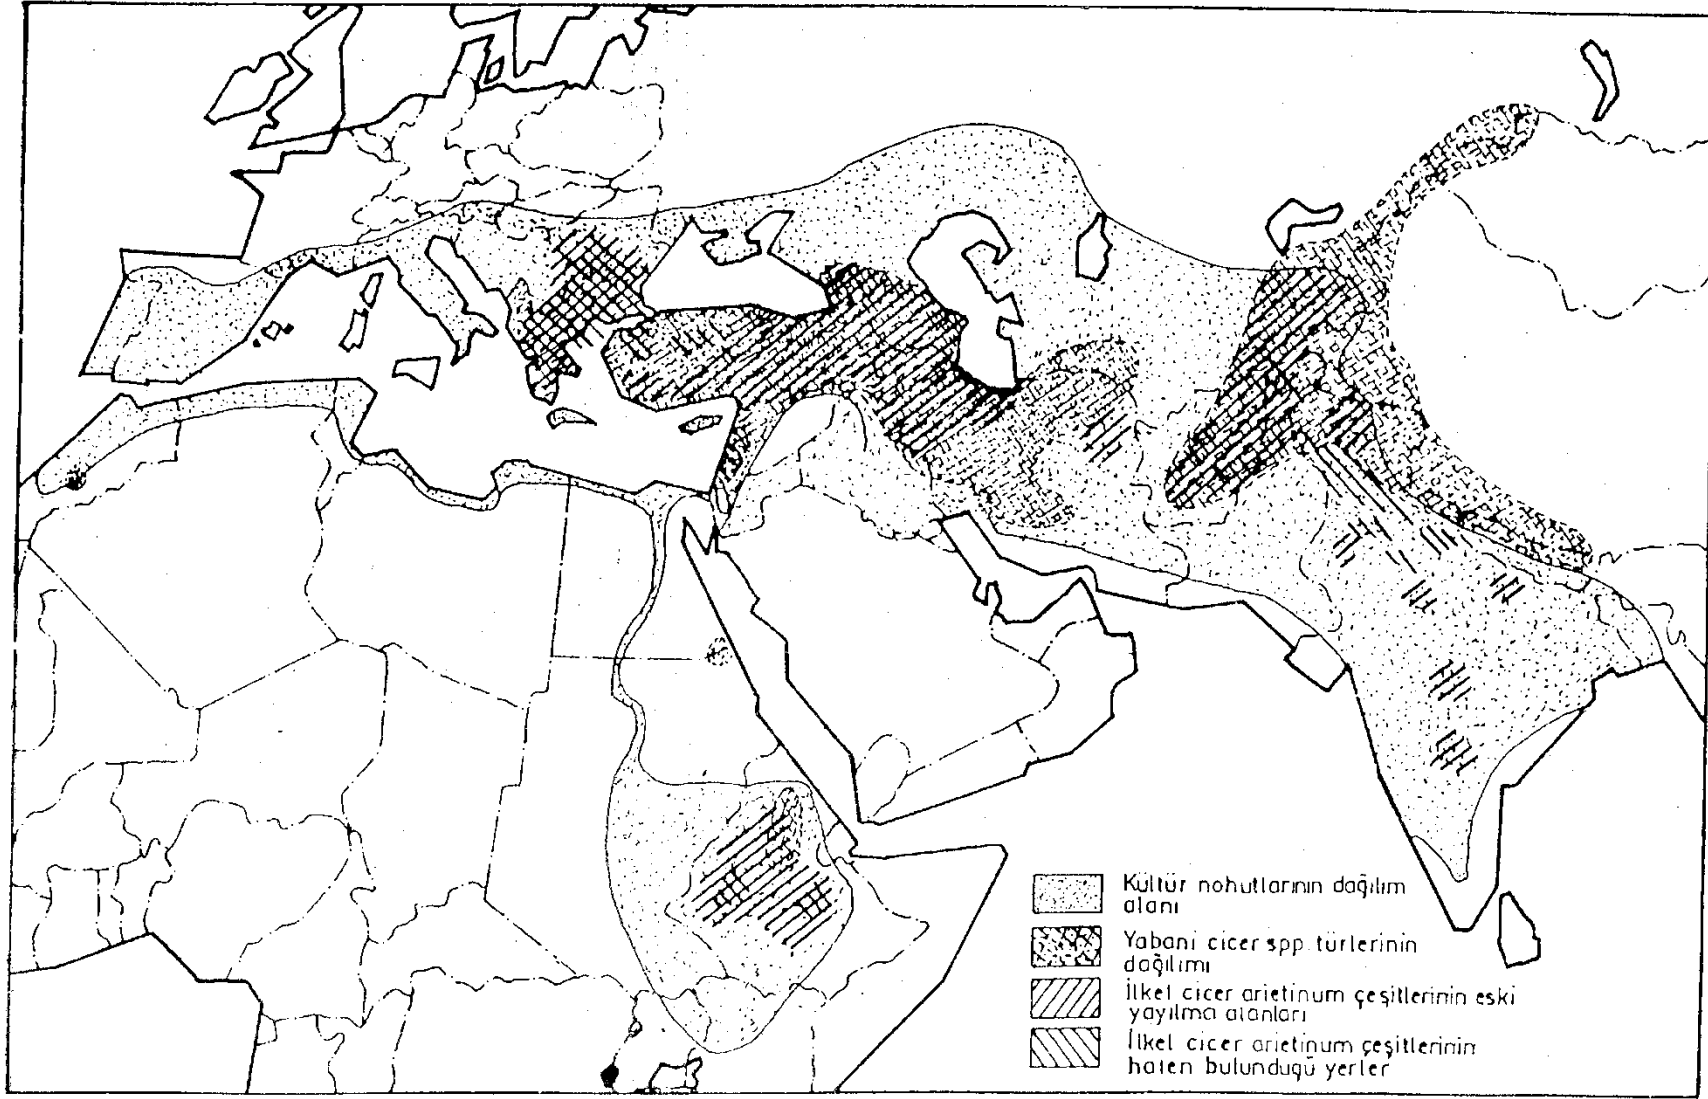 Kültür nohutlarının dağılım
alanı
Yabani cicer spp. türlerinin
dağılımı
İlkel cicer arietinum çeşitlerinin eski
yayılma alanları
İlkel cicer arietinum çeşitlerinin
halen bulunduğu yerler